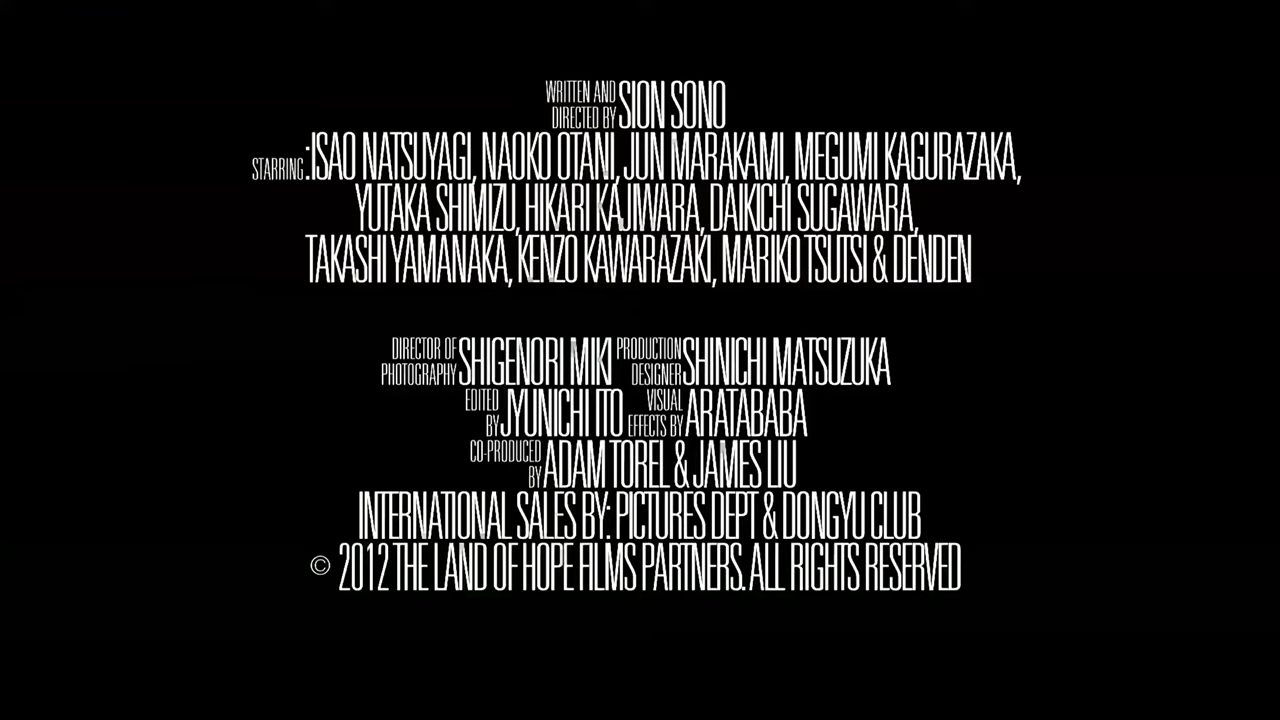 WRITTEN AND DIRECTED BY SION SONO
STARRING:ISAO NATSUYAGI, NAOKO OTANI, JUN MARAKAMI, MEGUMI KAGURAZAKA,
YUTAKA SHIMIZU, HIKARI KAJIWARA, DAIKICHI SUGAWARA,
TAKASHI YAMANAKA, KENZO KAWARAZAKI, MARIKO TSUTSI & DENDEN
DIRECTOR OF PHOTOGRAPHY SHIGENORI MIKI PRODUCTION DESIGNER SHINICHI MATSUZUKA
EDITED BY JYUNICHI ITO VISUAL EFFECTS BY ARATABABA
CO-PRODUCED BY ADAM TOREL & JAMES LIU
INTERNATIONAL SALES BY: PICTURES DEPT & DONGYU CLUB
© 2012 THE LAND OF HOPE FILMS PARTNERS. ALL RIGHTS RESERVED